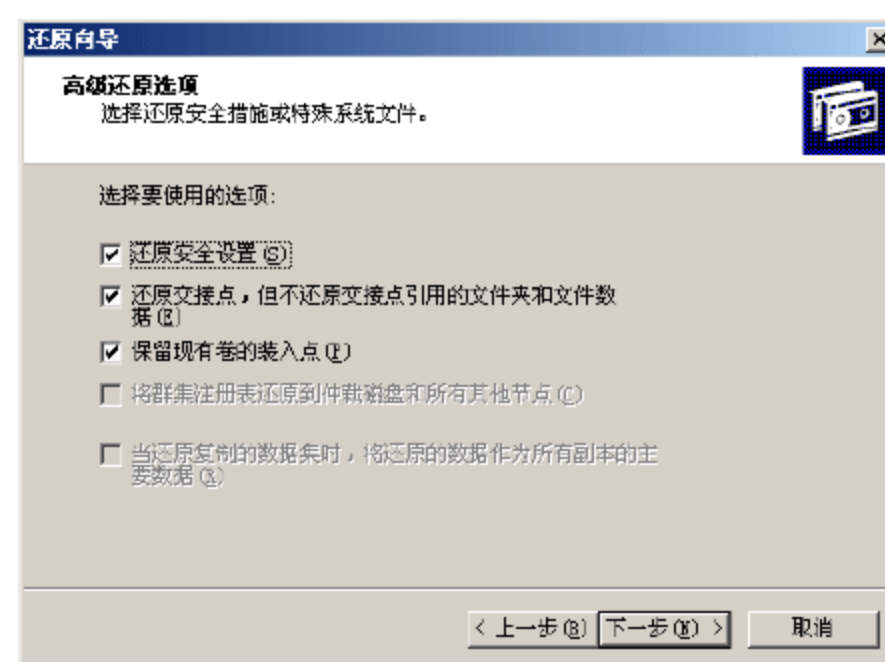 还原向导
高级还原选项
选择还原安全措施或特殊系统文件。
选择要使用的选项:
还原安全设置(S)
还原交接点，但不还原交接点引用的文件夹和文件数
据(E)
保留现有卷的装入点(P)
将群集注册表还原到仲裁磁盘和所有其他节点(C)
当还原复制的数据集时，将还原的数据作为所有副本的主
要数据(X)
< 上一步(B) 下一步(N) > 取消